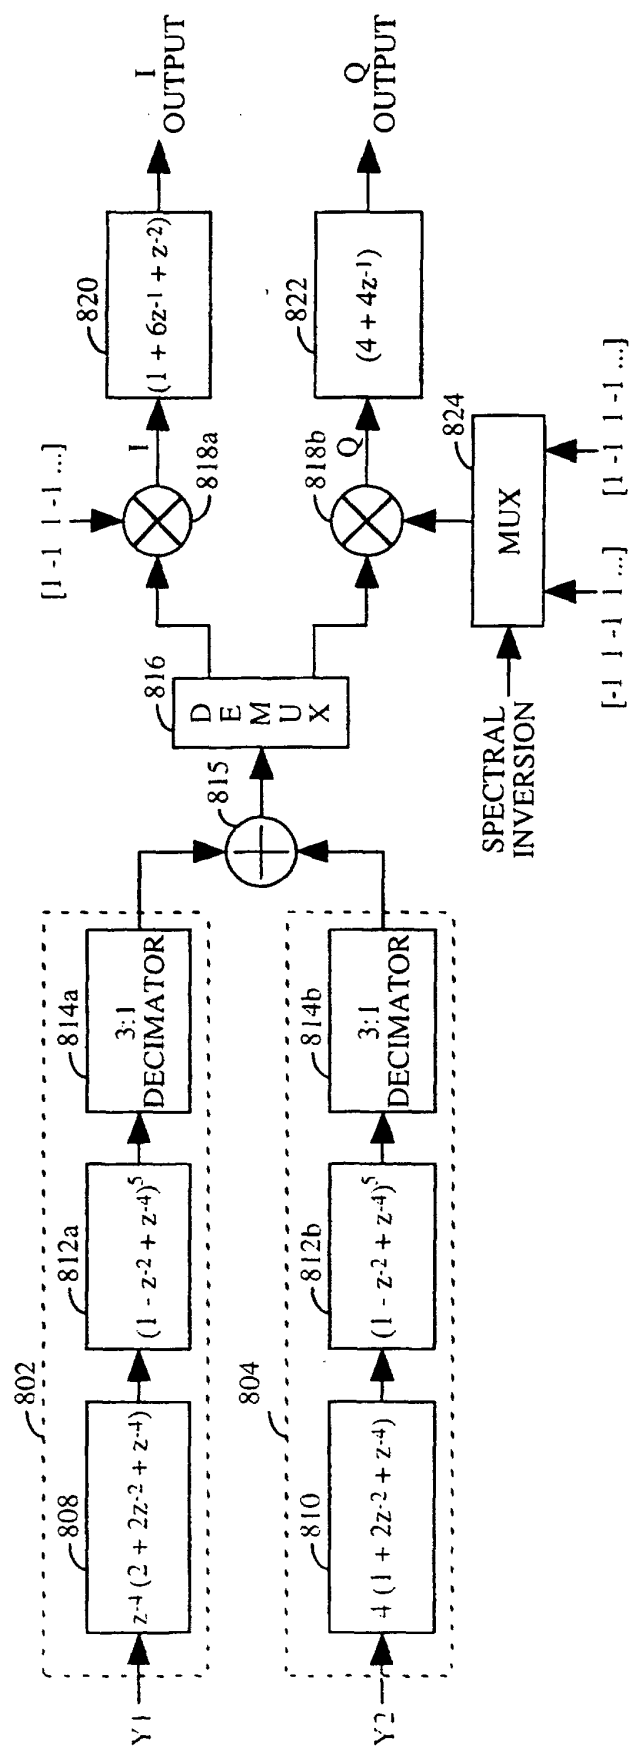 802
808
z-4 (2 + 2z-2 + z-4)
812a
(1 - z-2 + z-4)5
814a
3:1
DECIMATOR
Y1
804
810
4 (1 + 2z-2 + z-4)
812b
(1 - z-2 + z-4)5
814b
3:1
DECIMATOR
Y2
815
816
DEMUX
[1 -1 1 -1 ...]
818a
I
820
(1 + 6z-1 + z-2)
I
OUTPUT
818b
Q
822
(4 + 4z-1)
Q
OUTPUT
824
MUX
SPECTRAL
INVERSION
[-1 1 -1 1 ...]
[1 -1 1 -1 ...]